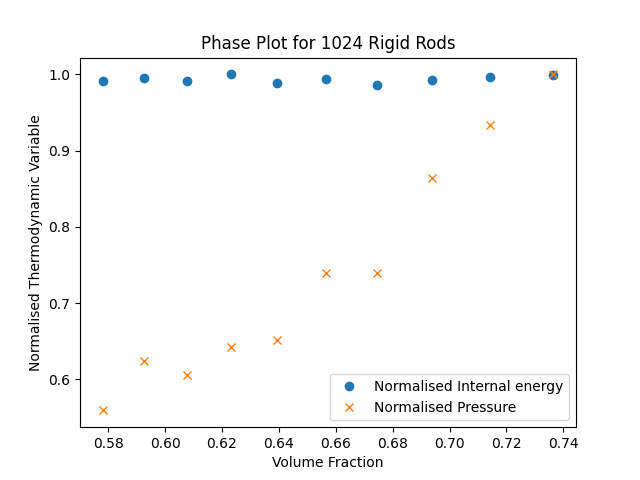 Phase Plot for 1024 Rigid Rods
Normalised Thermodynamic Variable
1.0
0.9
0.8
0.7
0.6
Normalised Internal energy
Normalised Pressure
0.58 0.60 0.62 0.64 0.66 0.68 0.70 0.72 0.74
Volume Fraction